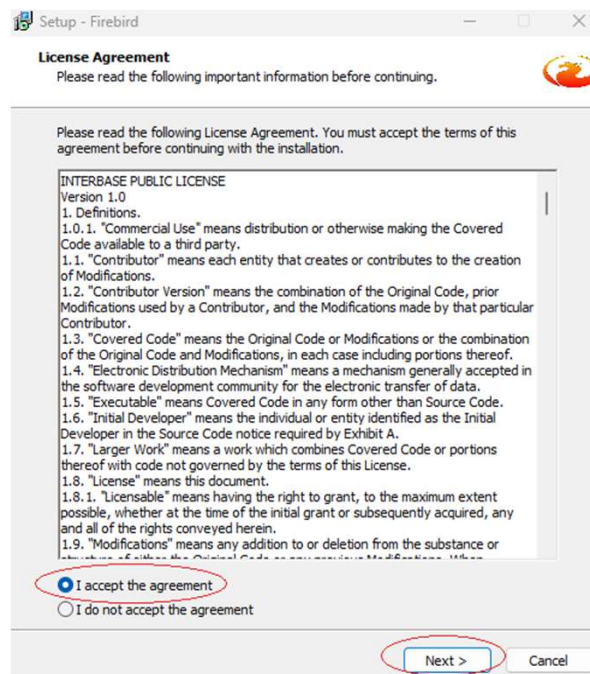 Setup - Firebird
License Agreement
Please read the following important information before continuing.
Please read the following License Agreement. You must accept the terms of this
agreement before continuing with the installation.
INTERBASE PUBLIC LICENSE
Version 1.0
1. Definitions.
1.0.1. "Commercial Use" means distribution or otherwise making the Covered
Code available to a third party.
1.1. "Contributor" means each entity that creates or contributes to the creation
of Modifications.
1.2. "Contributor Version" means the combination of the Original Code, prior
Modifications used by a Contributor, and the Modifications made by that particular
Contributor.
1.3. "Covered Code" means the Original Code or Modifications or the combination
of the Original Code and Modifications, in each case including portions thereof.
1.4. "Electronic Distribution Mechanism" means a mechanism generally accepted in
the software development community for the electronic transfer of data.
1.5. "Executable" means Covered Code in any form other than Source Code.
1.6. "Initial Developer" means the individual or entity identified as the Initial
Developer in the Source Code notice required by Exhibit A.
1.7. "Larger Work" means a work which combines Covered Code or portions
thereof with code not governed by the terms of this License.
1.8. "License" means this document.
1.8.1. "Licensable" means having the right to grant, to the maximum extent
possible, whether at the time of the initial grant or subsequently acquired, any
and all of the rights conveyed herein.
1.9. "Modifications" means any addition to or deletion from the substance or
structure of either the Original Code or any previous Modifications. When
I accept the agreement
I do not accept the agreement
Next >
Cancel